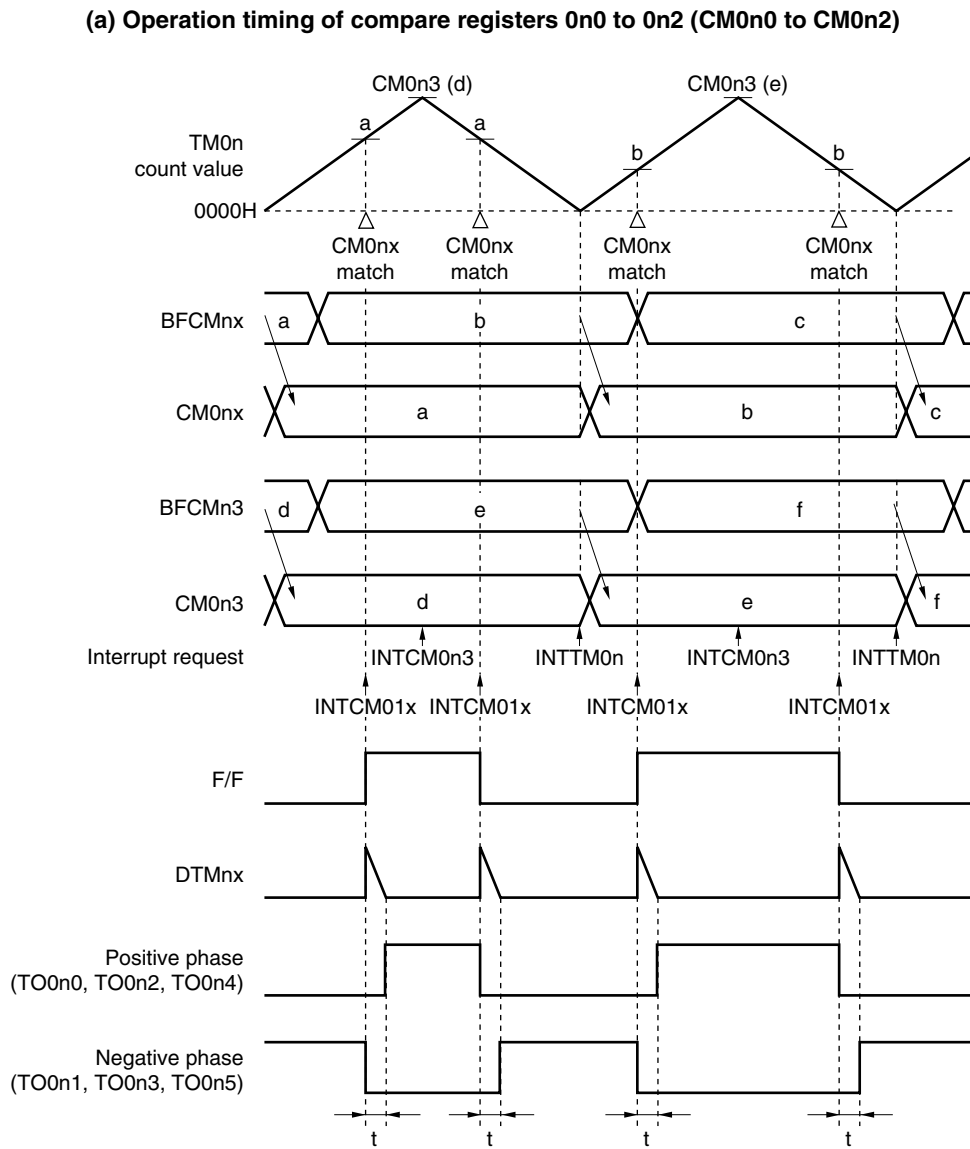 (a) Operation timing of compare registers 0n0 to 0n2 (CM0n0 to CM0n2)
CM0n3 (d)
CM0n3 (e)
a
a
TM0n
count value
b
b
0000H
CM0nx
match
CM0nx
match
CM0nx
match
CM0nx
match
BFCMnx
a
b
c
CM0nx
a
b
c
BFCMn3
d
e
f
CM0n3
d
e
f
Interrupt request
INTCM0n3
INTTM0n
INTCM0n3
INTTM0n
INTCM01x
INTCM01x
INTCM01x
INTCM01x
F/F
DTMnx
Positive phase
(TO0n0, TO0n2, TO0n4)
Negative phase
(TO0n1, TO0n3, TO0n5)
t
t
t
t